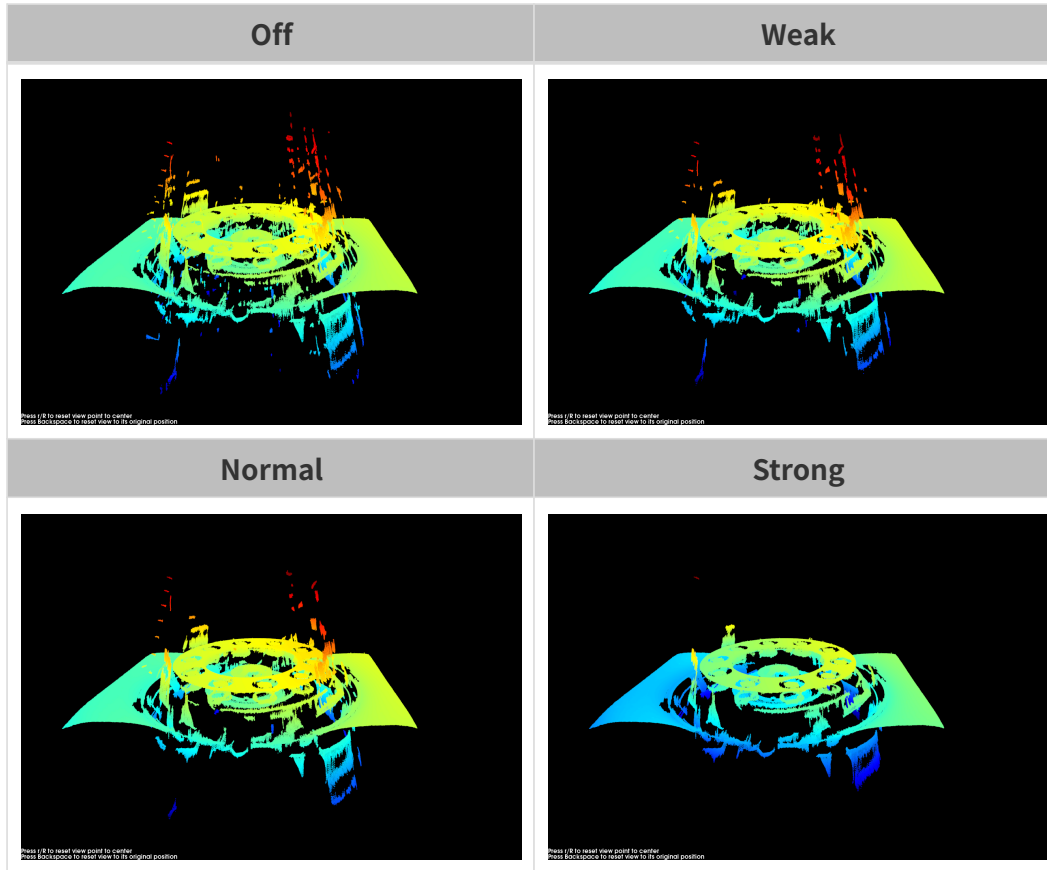 Off
Weak
Press r/R to reset view point to center
Press Backspace to reset view to its original position
Press r/R to reset view point to center
Press Backspace to reset view to its original position
Normal
Strong
Press r/R to reset view point to center
Press Backspace to reset view to its original position
Press r/R to reset view point to center
Press Backspace to reset view to its original position